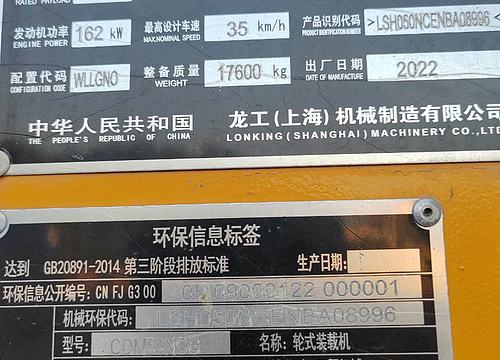 RATED PAYLOAD
发动机功率 ENGINE POWER 162 kW 最高设计车速 MAX.NOMINAL SPEED 35 km/h 产品识别代码 PRODUCT IDENTIFICATION NUMBER >LSH050NCENBA08996
配置代码 CONFIGURATION CODE WLLGNO 整备质量 WEIGHT 17600 kg 出厂日期 DATE OF MANUFACTURE 2022
中华人民共和国 龙工(上海)机械制造有限公司
THE PEOPLE'S REPUBLIC OF CHINA LONKING (SHANGHAI) MACHINERY CO.,LTD
环保信息标签
达到 GB20891-2014 第三阶段排放标准 生产日期:
环保信息公开编号: CN FJ G3 00 000001
机械环保代码: LSH050NCENBA08996
型号: 名称: 轮式装载机